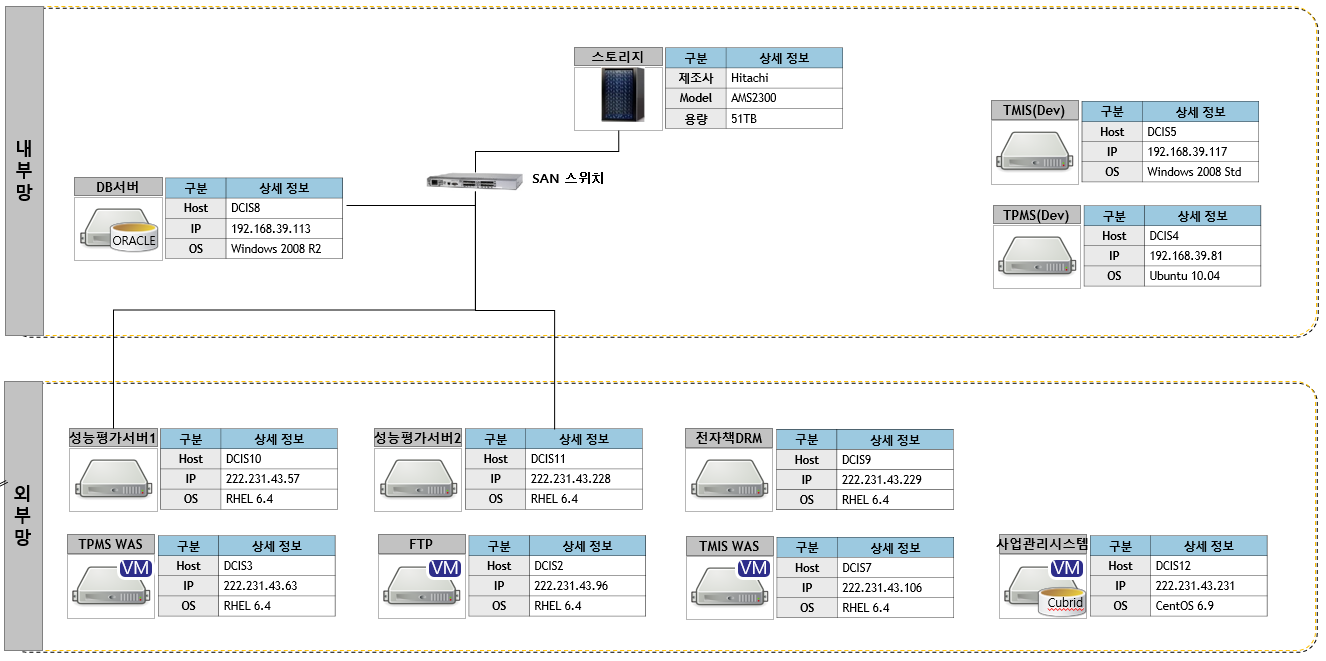 내부망
스토리지
구분 상세 정보
제조사 Hitachi
Model AMS2300
용량 51TB
SAN 스위치
TMIS(Dev)
구분 상세 정보
Host DCIS5
IP 192.168.39.117
OS Windows 2008 Std
DB서버
ORACLE
구분 상세 정보
Host DCIS8
IP 192.168.39.113
OS Windows 2008 R2
TPMS(Dev)
구분 상세 정보
Host DCIS4
IP 192.168.39.81
OS Ubuntu 10.04
외부망
성능평가서버1
구분 상세 정보
Host DCIS10
IP 222.231.43.57
OS RHEL 6.4
성능평가서버2
구분 상세 정보
Host DCIS11
IP 222.231.43.228
OS RHEL 6.4
전자책DRM
구분 상세 정보
Host DCIS9
IP 222.231.43.229
OS RHEL 6.4
TPMS WAS
VM
구분 상세 정보
Host DCIS3
IP 222.231.43.63
OS RHEL 6.4
FTP
VM
구분 상세 정보
Host DCIS2
IP 222.231.43.96
OS RHEL 6.4
TMIS WAS
VM
구분 상세 정보
Host DCIS7
IP 222.231.43.106
OS RHEL 6.4
사업관리시스템
VM
Cubrid
구분 상세 정보
Host DCIS12
IP 222.231.43.231
OS CentOS 6.9